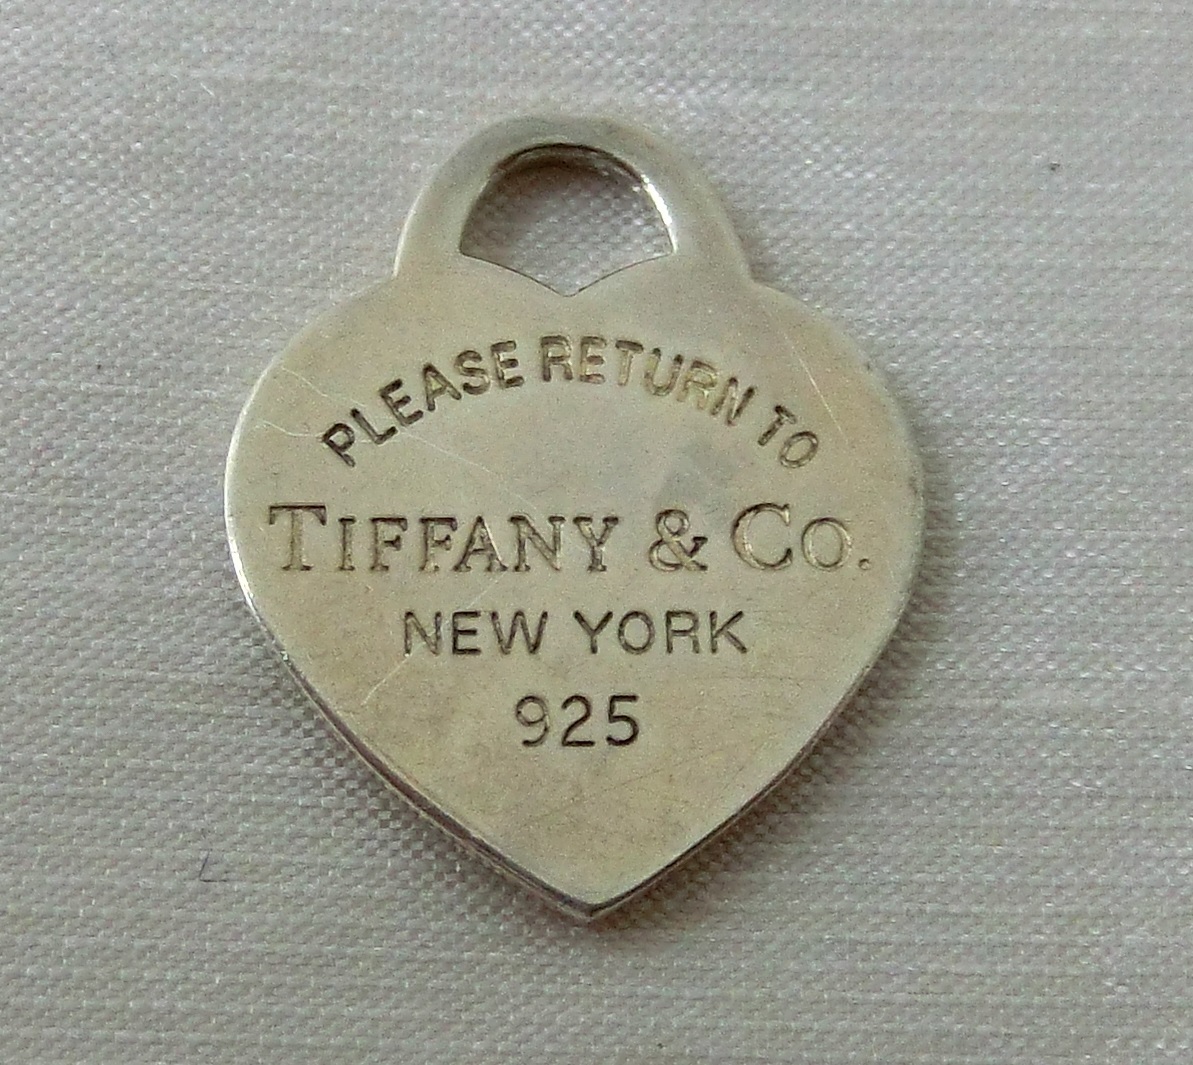 PLEASE RETURN TO
TIFFANY & CO.
NEW YORK
925